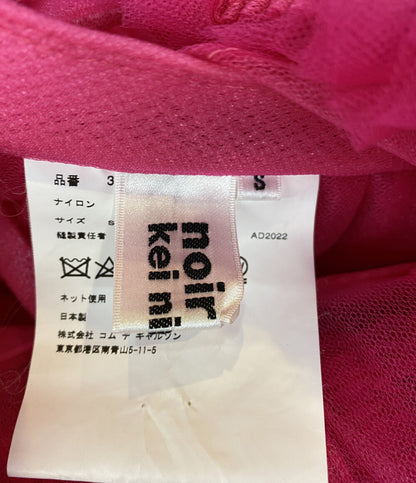 品番 3
ナイロン
サイズ S
縫製責任者
AD2022
ネット使用
日本製
株式会社 コム デ ギャルソン
東京都港区南青山5-11-5
S
noir
kei ni